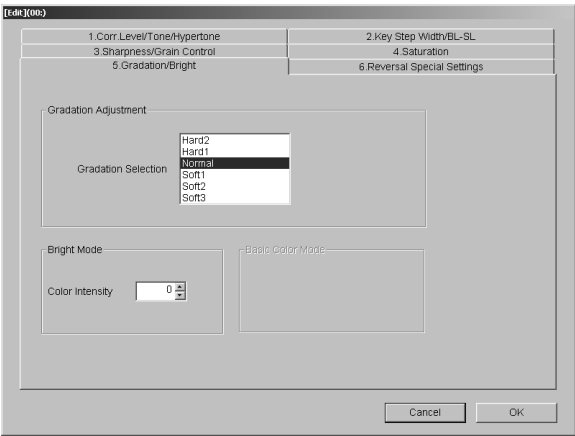 [Edit](00:)
1.Corr.Level/Tone/Hypertone
2.Key Step Width/BL-SL
3.Sharpness/Grain Control
4.Saturation
5.Gradation/Bright
6.Reversal Special Settings
Gradation Adjustment
Gradation Selection
Hard2
Hard1
Normal
Soft1
Soft2
Soft3
Bright Mode
Basic Color Mode
Color Intensity
0
Cancel
OK